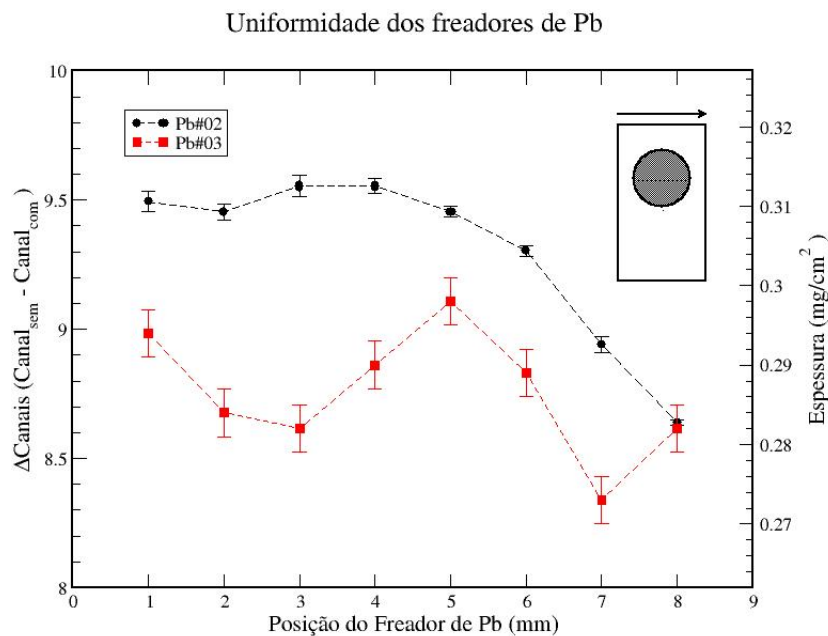 Uniformidade dos freadores de Pb
10
9.5
9
8.5
8
ΔCanais (Canal_sem - Canal_com)
Pb#02
Pb#03
0.32
0.31
0.3
0.29
0.28
0.27
Espessura (mg/cm²)
0 1 2 3 4 5 6 7 8 9
Posição do Freador de Pb (mm)